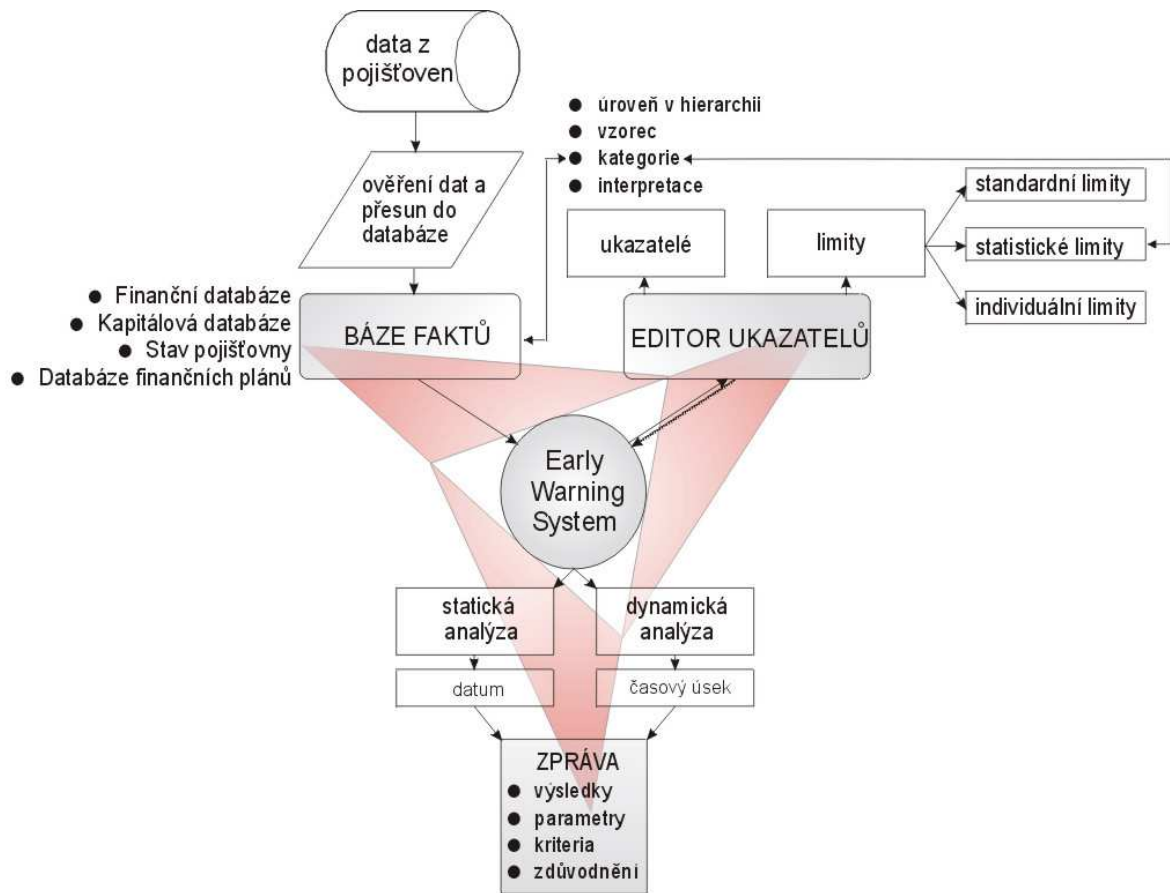 data z
pojišťoven
● úroveň v hierarchii
● vzorec
● kategorie
● interpretace
ověření dat a
přesun do
databáze
ukazatelé
limity
standardní limity
statistické limity
individuální limity
● Finanční databáze
● Kapitálová databáze
● Stav pojišťovny
● Databáze finančních plánů
BÁZE FAKTŮ
EDITOR UKAZATELŮ
Early
Warning
System
statická
analýza
dynamická
analýza
datum
časový úsek
ZPRÁVA
● výsledky
● parametry
● kriteria
● zdůvodnění